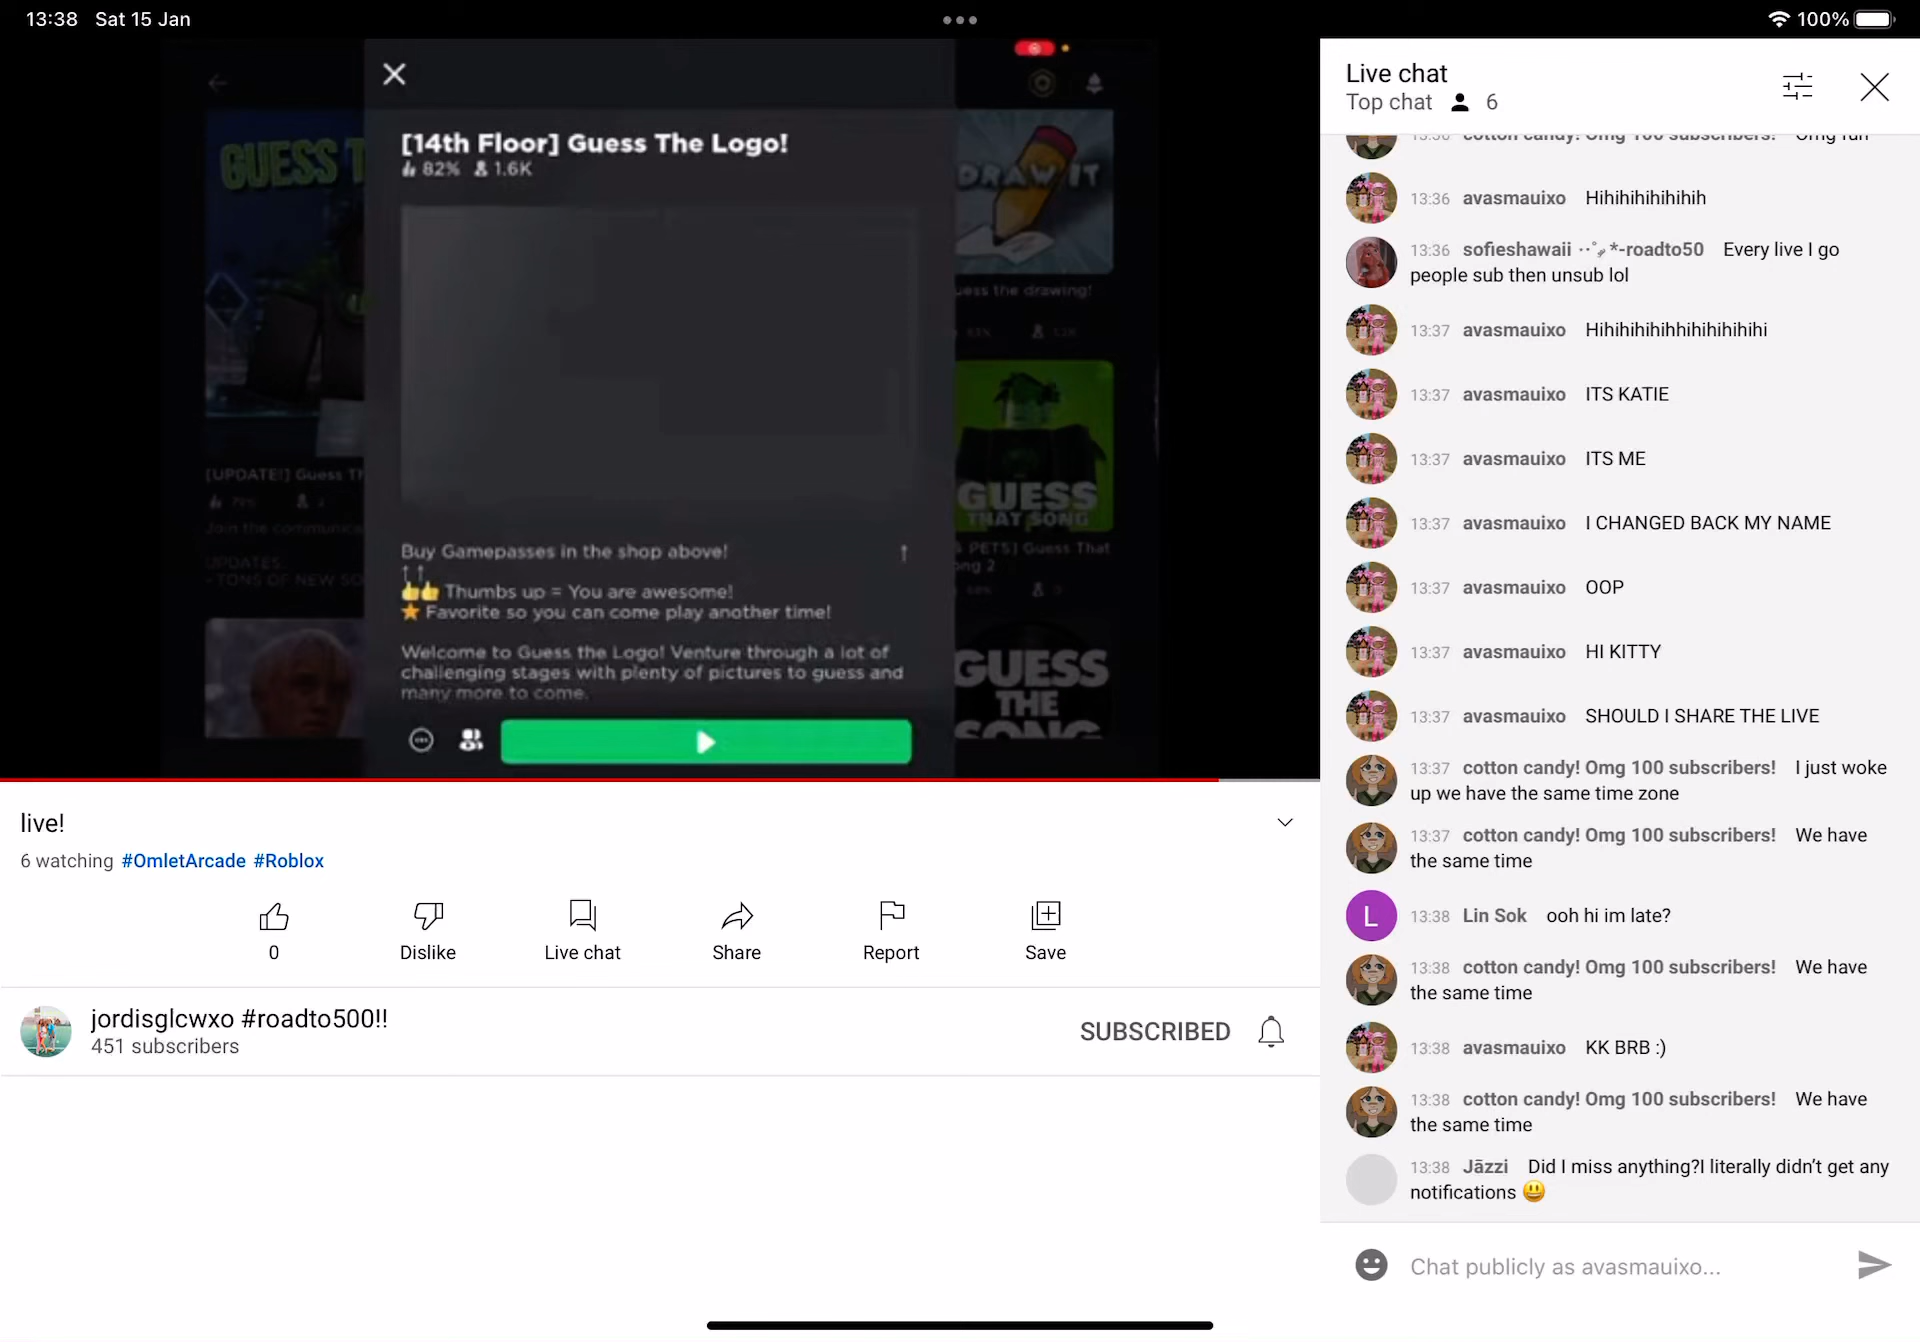 13:38 Sat 15 Jan
100%
[14th Floor] Guess The Logo!
82% 1.6K
GUESS T
DRAW IT
uess the drawing!
GUESS
THAT SONG
[UPDATE!] Guess Th
PETS] Guess That
ong 2
Join the communic
UPDATES:
- TONS OF NEW SO
Buy Gamepasses in the shop above! ↑
↑↑
👍👍 Thumbs up = You are awesome!
⭐ Favorite so you can come play another time!
Welcome to Guess the Logo! Venture through a lot of
challenging stages with plenty of pictures to guess and
many more to come.
GUESS
THE
SONG
live!
6 watching #OmletArcade #Roblox
0
Dislike
Live chat
Share
Report
Save
jordisglcwxo #roadto500!!
451 subscribers
SUBSCRIBED
Live chat
Top chat 6
13:36 cotton candy! Omg 100 subscribers! Omg fun
13:36 avasmauixo Hihihihihihihih
13:36 sofieshawaii ··˚ *-roadto50 Every live I go
people sub then unsub lol
13:37 avasmauixo Hihihihihihhihihihihihi
13:37 avasmauixo ITS KATIE
13:37 avasmauixo ITS ME
13:37 avasmauixo I CHANGED BACK MY NAME
13:37 avasmauixo OOP
13:37 avasmauixo HI KITTY
13:37 avasmauixo SHOULD I SHARE THE LIVE
13:37 cotton candy! Omg 100 subscribers! I just woke
up we have the same time zone
13:37 cotton candy! Omg 100 subscribers! We have
the same time
L
13:38 Lin Sok ooh hi im late?
13:38 cotton candy! Omg 100 subscribers! We have
the same time
13:38 avasmauixo KK BRB :)
13:38 cotton candy! Omg 100 subscribers! We have
the same time
13:38 Jāzzi Did I miss anything?I literally didn't get any
notifications 😃
Chat publicly as avasmauixo...